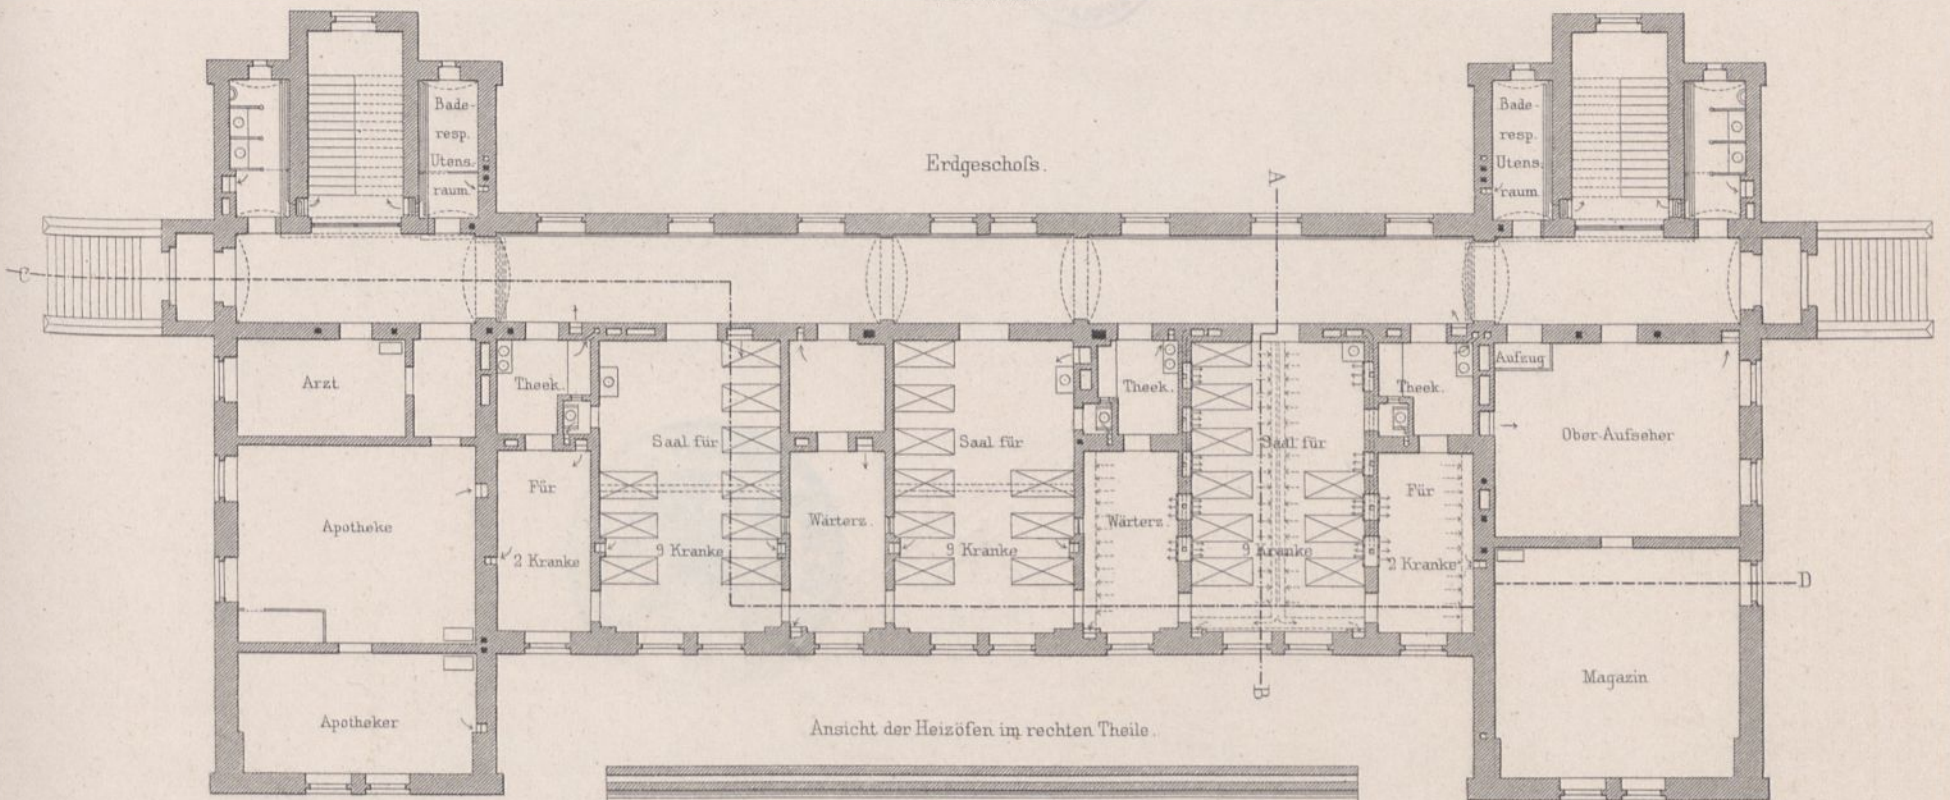 Bade-
resp.
Utens.
raum
Bade-
resp.
Utens.
raum
Erdgeschoſs.
A
C
Arzt
Theek.
Theek.
Theek.
Aufzug
Saal für
Saal für
Saal für
Ober-Aufseher
Für
Für
Apotheke
Wärterz.
Wärterz.
9 Kranke
9 Kranke
9 Kranke
2 Kranke
2 Kranke
D
Magazin
B
Apotheker
Ansicht der Heizöfen im rechten Theile.